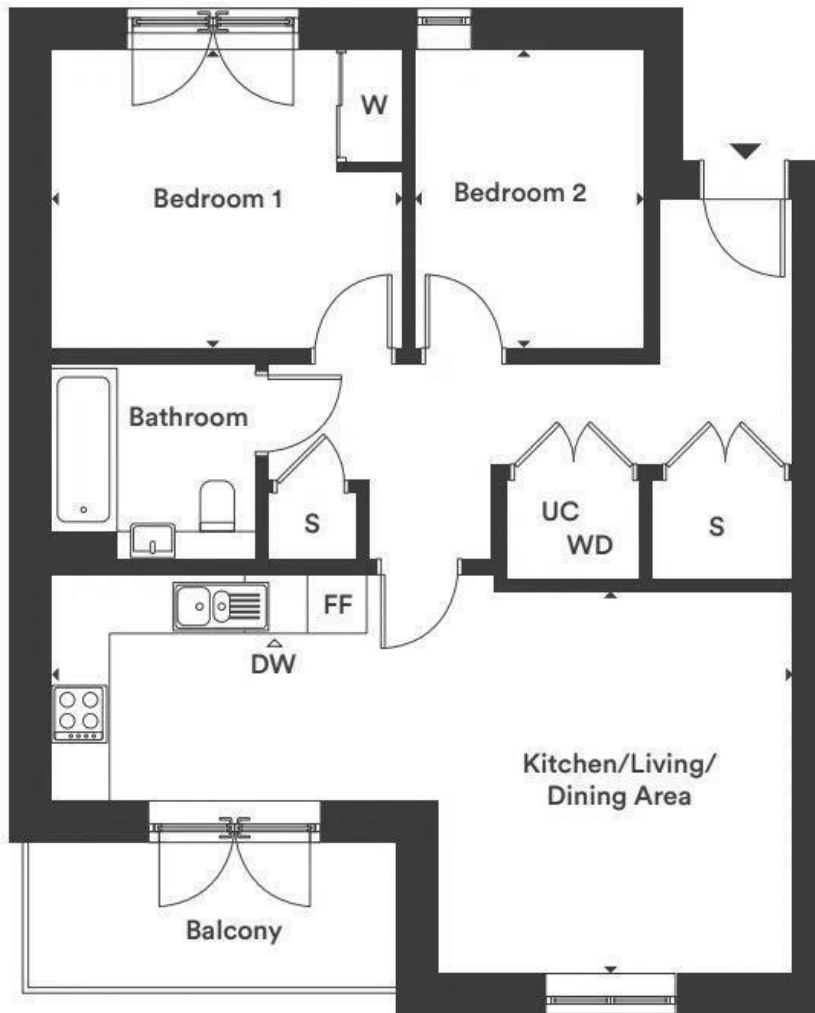 W
Bedroom 1
Bedroom 2
Bathroom
S
UC
WD
S
FF
DW
Kitchen/Living/
Dining Area
Balcony